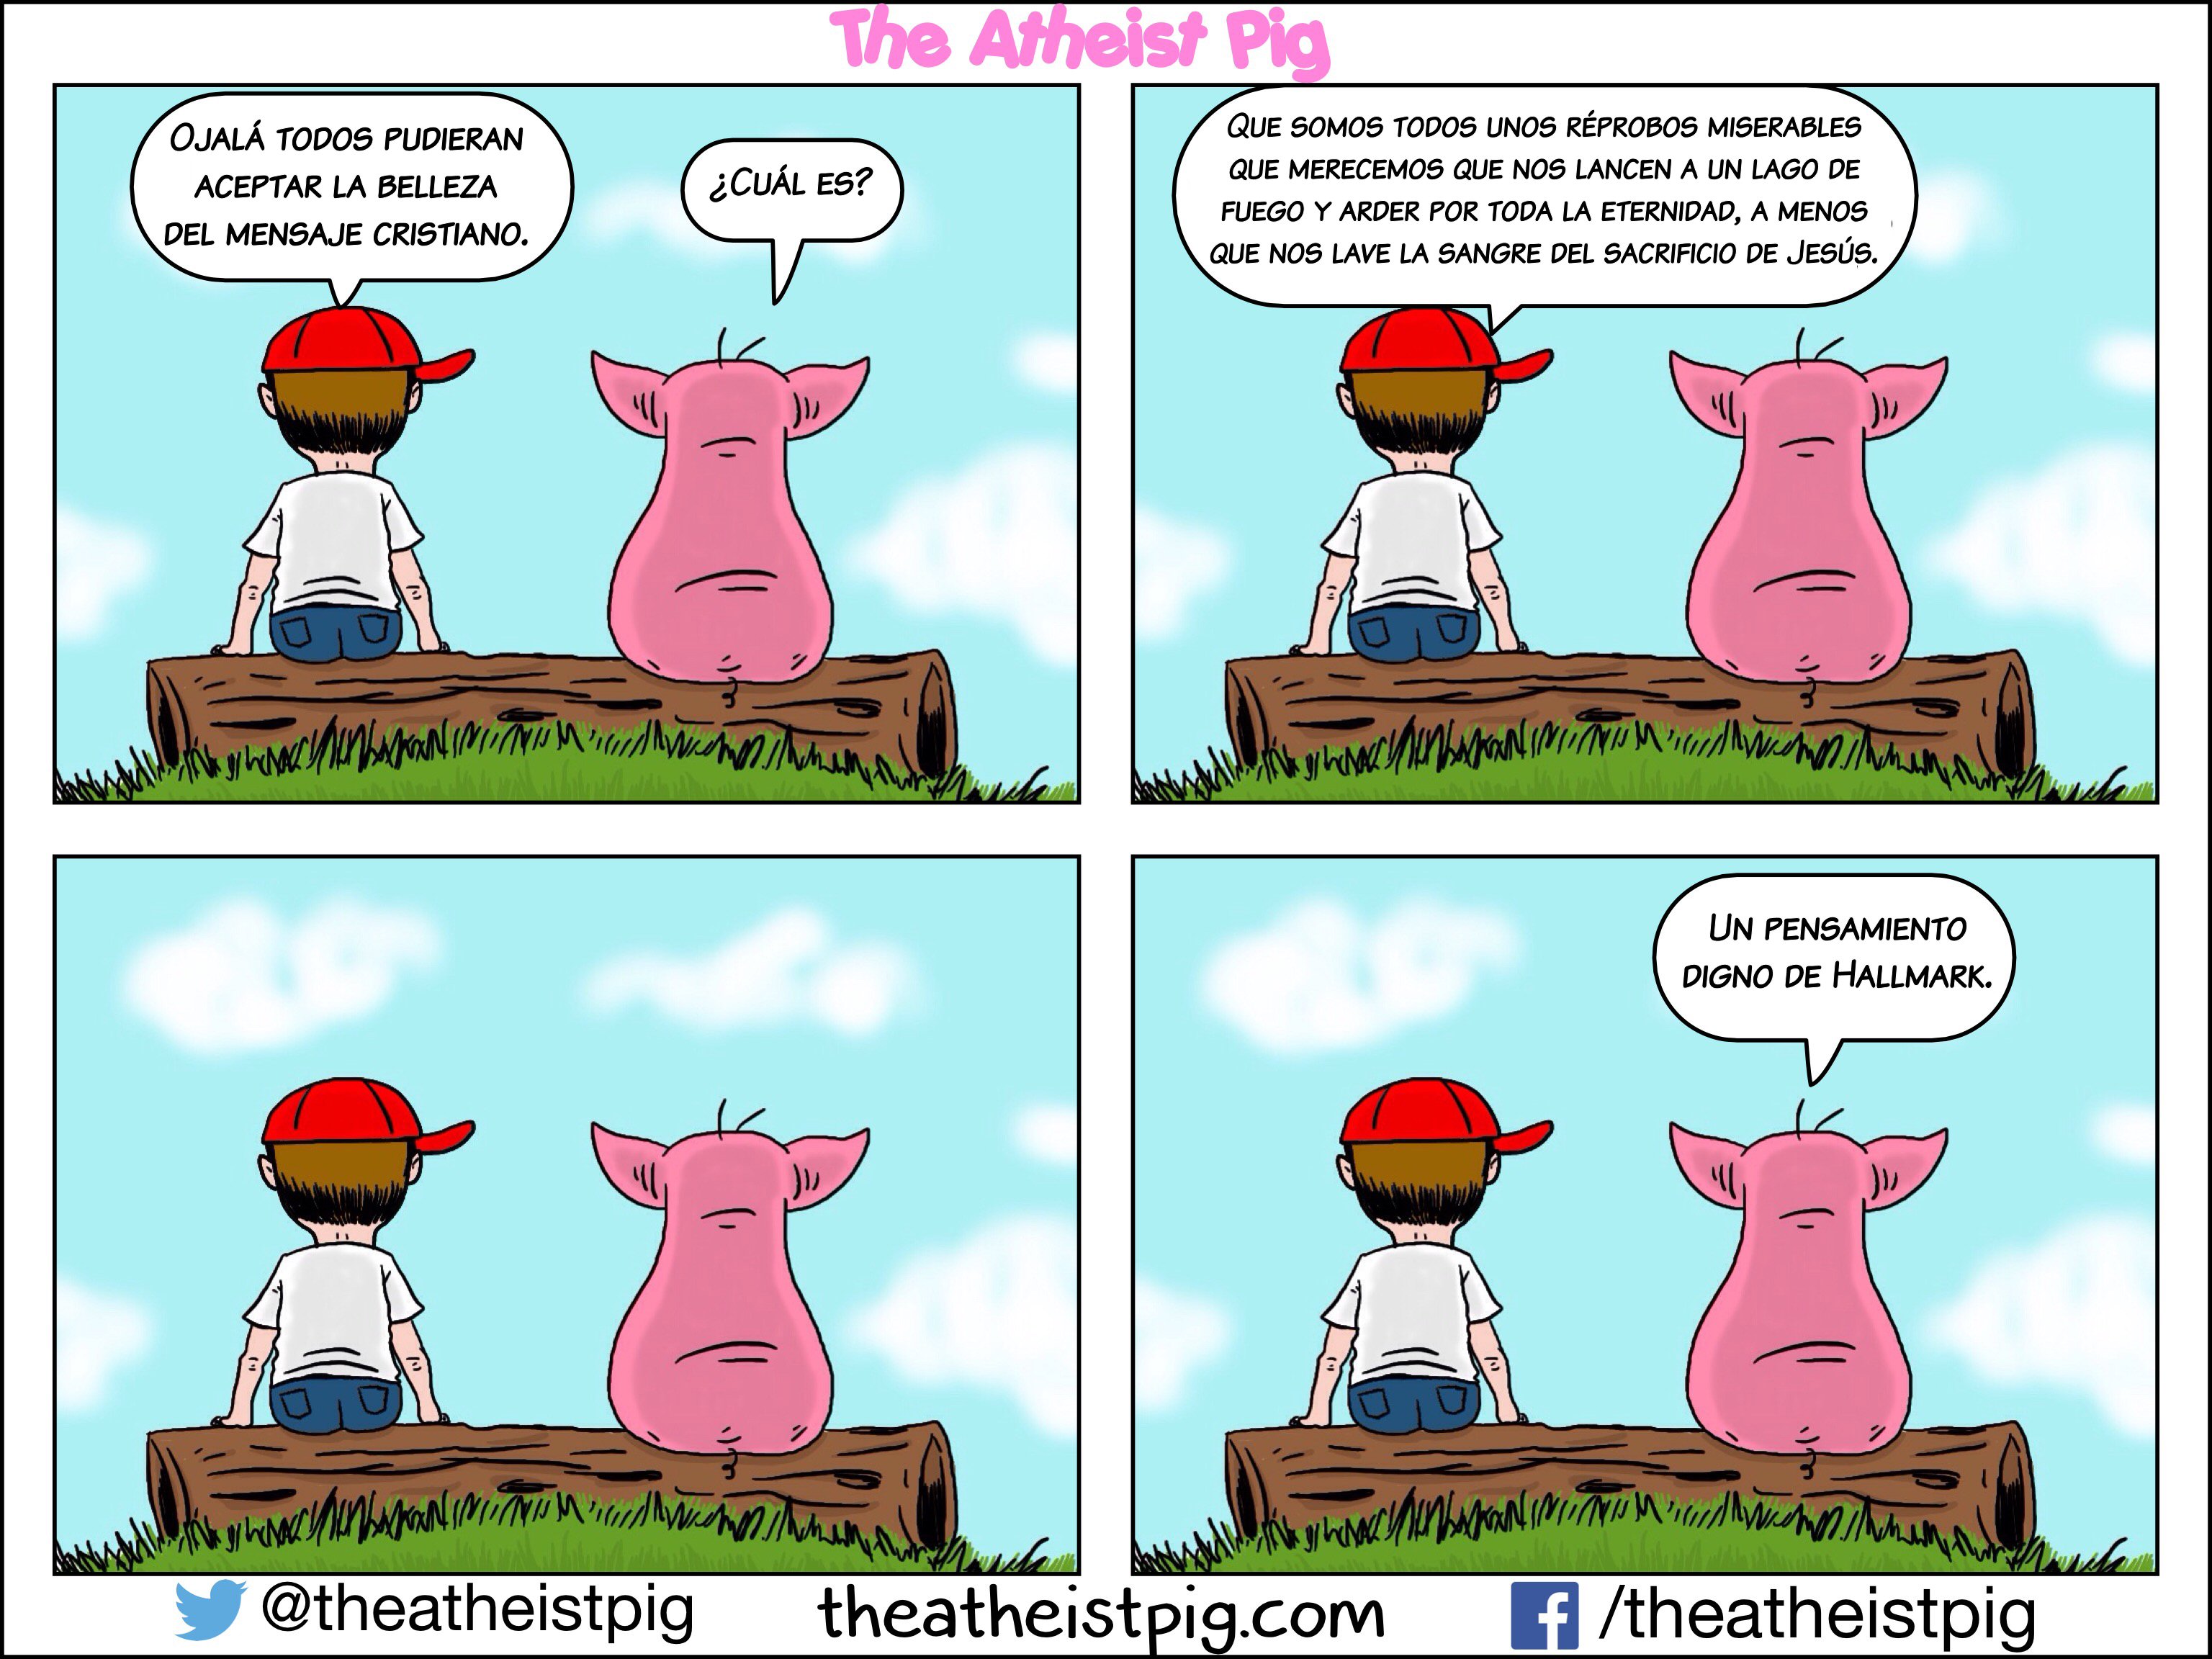 The Atheist Pig
Ojalá todos pudieran
aceptar la belleza
del mensaje cristiano.
¿Cuál es?
Que somos todos unos réprobos miserables
que merecemos que nos lancen a un lago de
fuego y arder por toda la eternidad, a menos
que nos lave la sangre del sacrificio de Jesús.
Un pensamiento
digno de Hallmark.
@theatheistpig
theatheistpig.com
f /theatheistpig